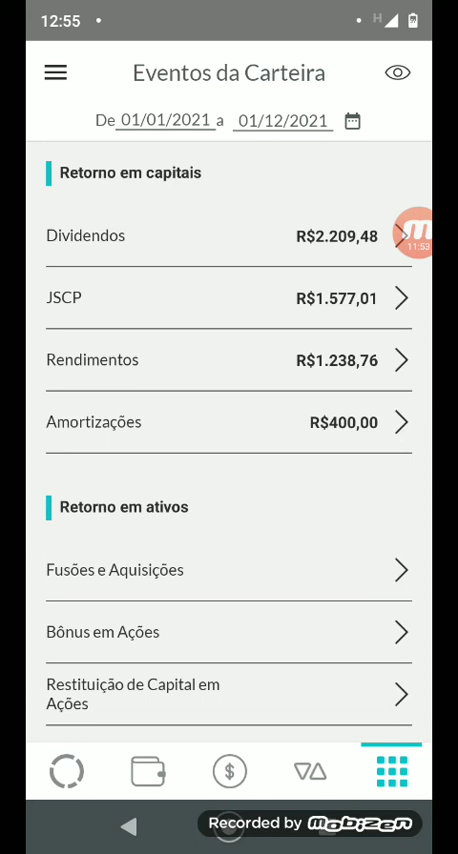 12:55
H
Eventos da Carteira
De 01/01/2021 a 01/12/2021
Retorno em capitais
Dividendos R$2.209,48
11:53
JSCP R$1.577,01
Rendimentos R$1.238,76
Amortizações R$400,00
Retorno em ativos
Fusões e Aquisições
Bônus em Ações
Restituição de Capital em
Ações
Recorded by mobizen